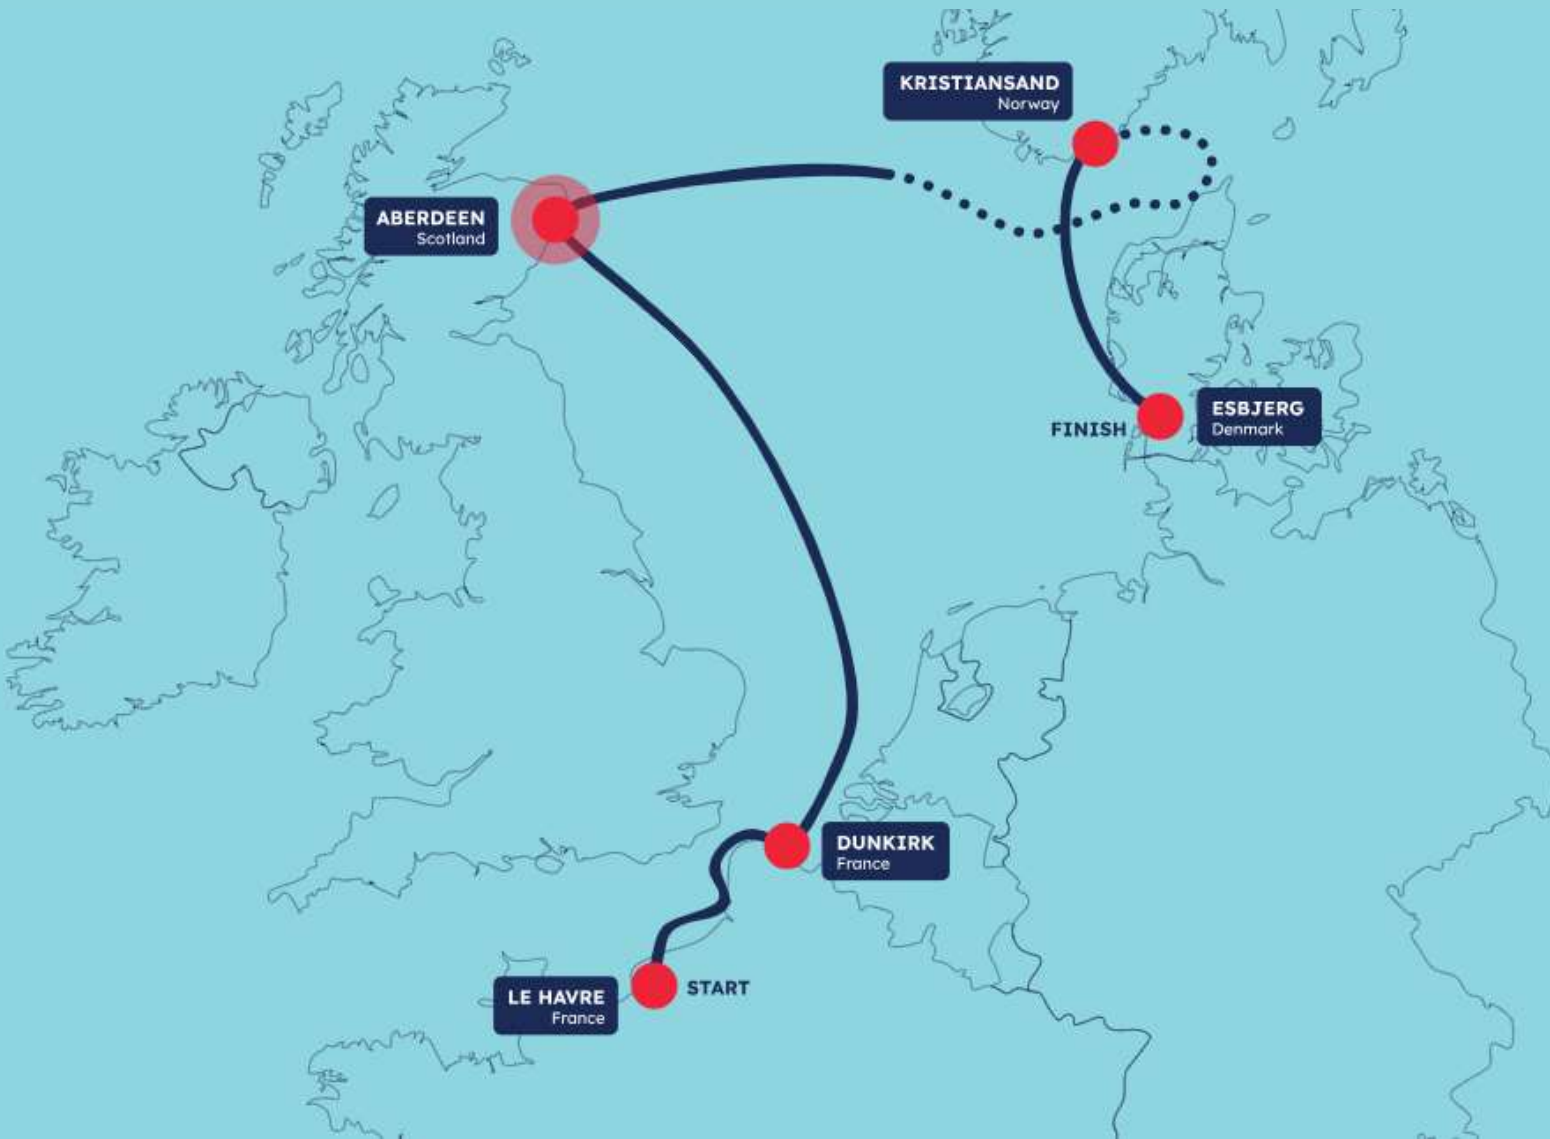 KRISTIANSAND
Norway
ABERDEEN
Scotland
ESBJERG
Denmark
FINISH
DUNKIRK
France
LE HAVRE
France
START